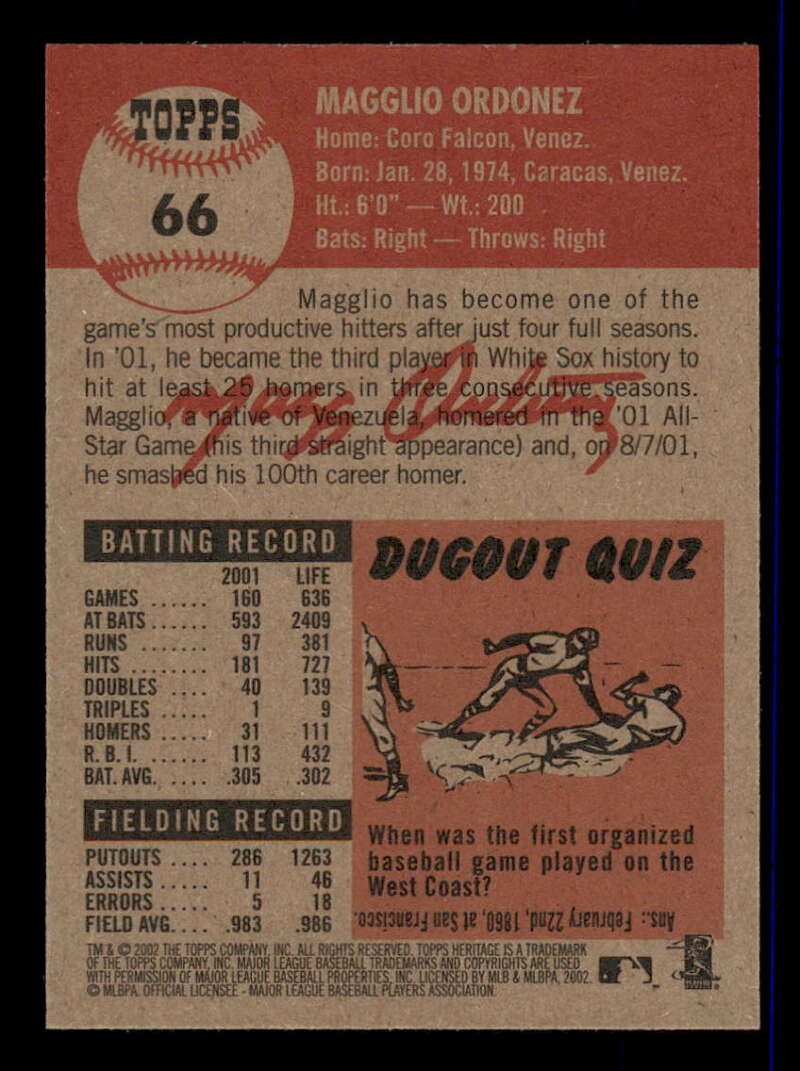 TOPPS
66
MAGGLIO ORDONEZ
Home: Coro Falcon, Venez.
Born: Jan. 28, 1974, Caracas, Venez.
Ht.: 6'0" — Wt.: 200
Bats: Right — Throws: Right
Magglio has become one of the
game's most productive hitters after just four full seasons.
In '01, he became the third player in White Sox history to
hit at least 25 homers in three consecutive seasons.
Magglio, a native of Venezuela, homered in the '01 All-
Star Game (his third straight appearance) and, on 8/7/01,
he smashed his 100th career homer.
BATTING RECORD
2001 LIFE
GAMES ...... 160 636
AT BATS ...... 593 2409
RUNS ....... 97 381
HITS ........ 181 727
DOUBLES .... 40 139
TRIPLES ..... 1 9
HOMERS ..... 31 111
R.B.I. ...... 113 432
BAT. AVG. .... .305 .302
FIELDING RECORD
PUTOUTS .... 286 1263
ASSISTS ..... 11 46
ERRORS ..... 5 18
FIELD AVG. ... .983 .986
DUGOUT QUIZ
When was the first organized
baseball game played on the
West Coast?
Ans.: February 22nd, 1860, at San Francisco.
TM & © 2002 THE TOPPS COMPANY, INC. ALL RIGHTS RESERVED. TOPPS HERITAGE IS A TRADEMARK
OF THE TOPPS COMPANY, INC. MAJOR LEAGUE BASEBALL TRADEMARKS AND COPYRIGHTS ARE USED
WITH PERMISSION OF MAJOR LEAGUE BASEBALL PROPERTIES, INC. LICENSED BY MLB & MLBPA, 2002.
© MLBPA. OFFICIAL LICENSEE - MAJOR LEAGUE BASEBALL PLAYERS ASSOCIATION.